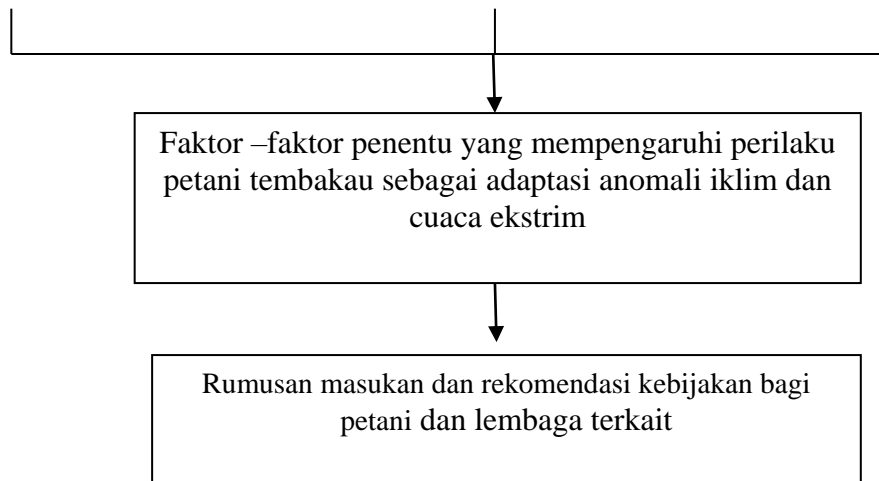 Faktor –faktor penentu yang mempengaruhi perilaku
petani tembakau sebagai adaptasi anomali iklim dan
cuaca ekstrim
Rumusan masukan dan rekomendasi kebijakan bagi
petani dan lembaga terkait